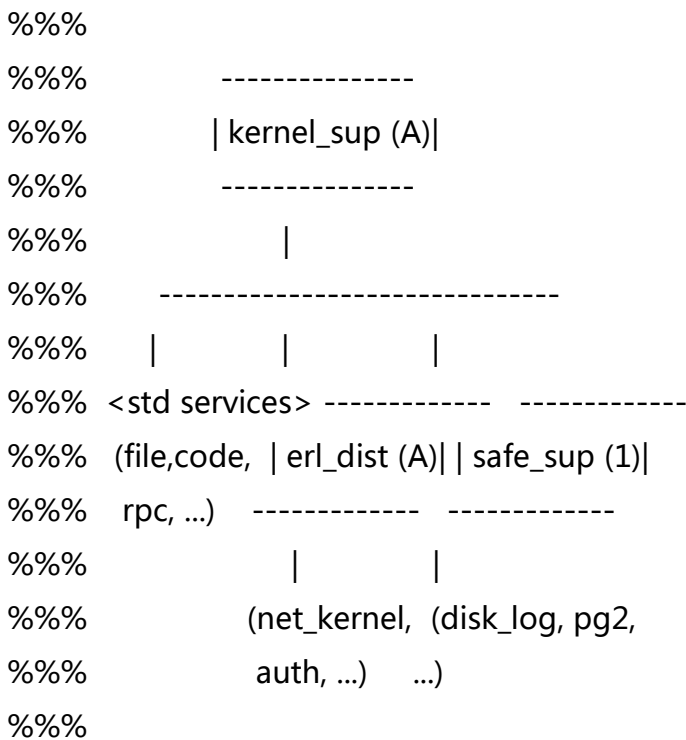 %%%
%%%          ---------------
%%%         | kernel_sup (A)|
%%%          ---------------
%%%               |
%%%     -------------------------------
%%%    |          |           |
%%% <std services> -------------   -------------
%%% (file,code,  | erl_dist (A)| | safe_sup (1)|
%%%  rpc, ...)   -------------   -------------
%%%                |           |
%%%            (net_kernel,  (disk_log, pg2,
%%%             auth, ...)    ...)
%%%